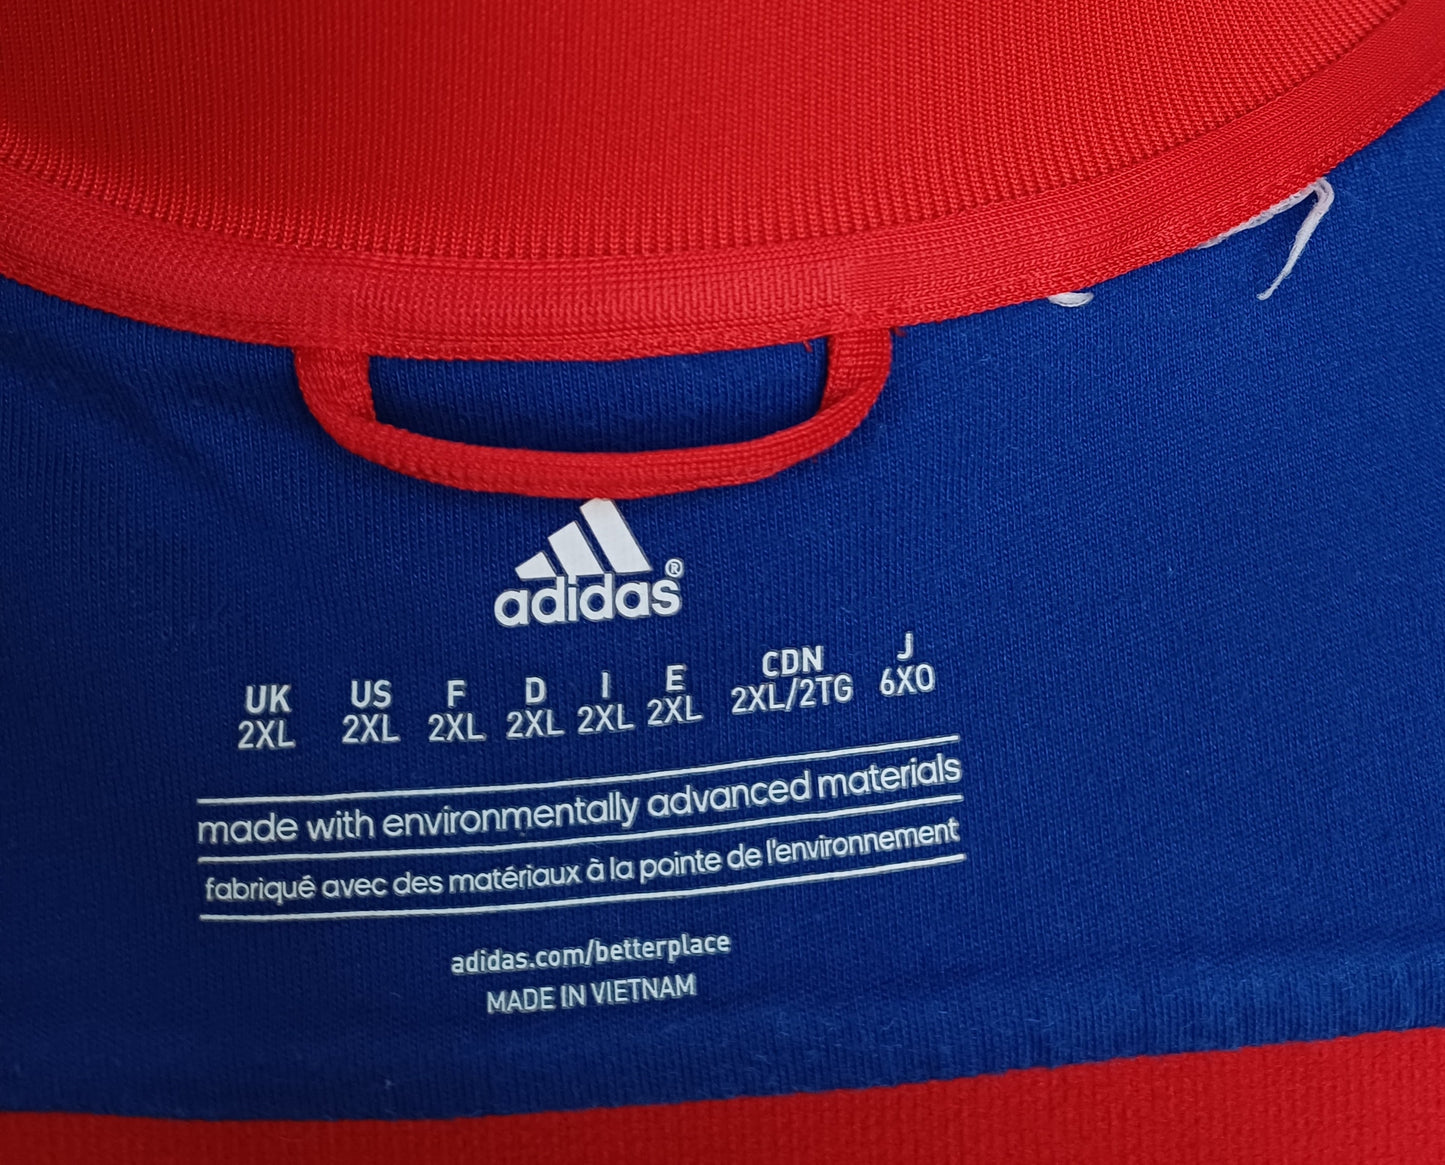 adidas®
UK US F D I E CDN J
2XL 2XL 2XL 2XL 2XL 2XL 2XL/2TG 6XO
made with environmentally advanced materials
fabriqué avec des matériaux à la pointe de l'environnement
adidas.com/betterplace
MADE IN VIETNAM